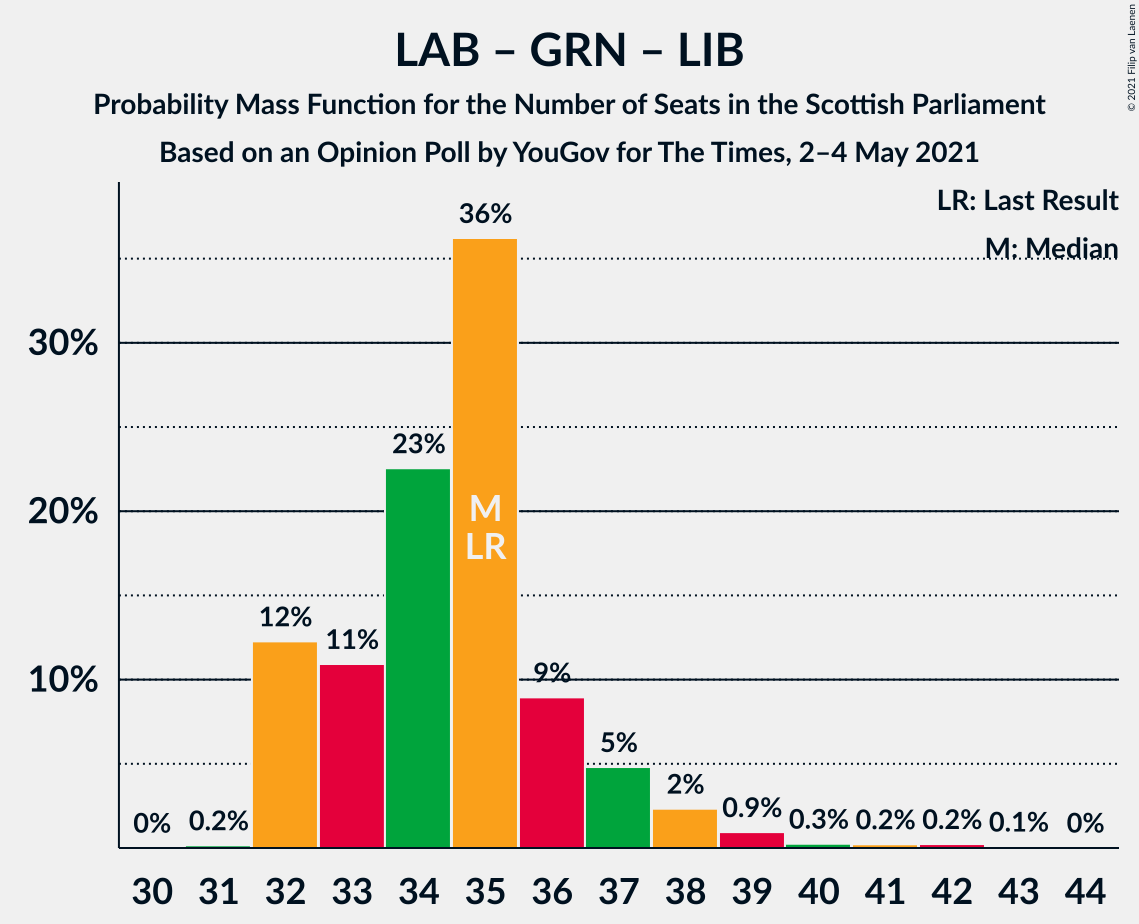 LAB – GRN – LIB
Probability Mass Function for the Number of Seats in the Scottish Parliament
Based on an Opinion Poll by YouGov for The Times, 2–4 May 2021
© 2021 Filip van Laenen
LR: Last Result
M: Median
30%
20%
10%
0%
0.2%
12%
11%
23%
36%
9%
5%
2%
0.9%
0.3%
0.2%
0.2%
0.1%
0%
M
LR
30 31 32 33 34 35 36 37 38 39 40 41 42 43 44